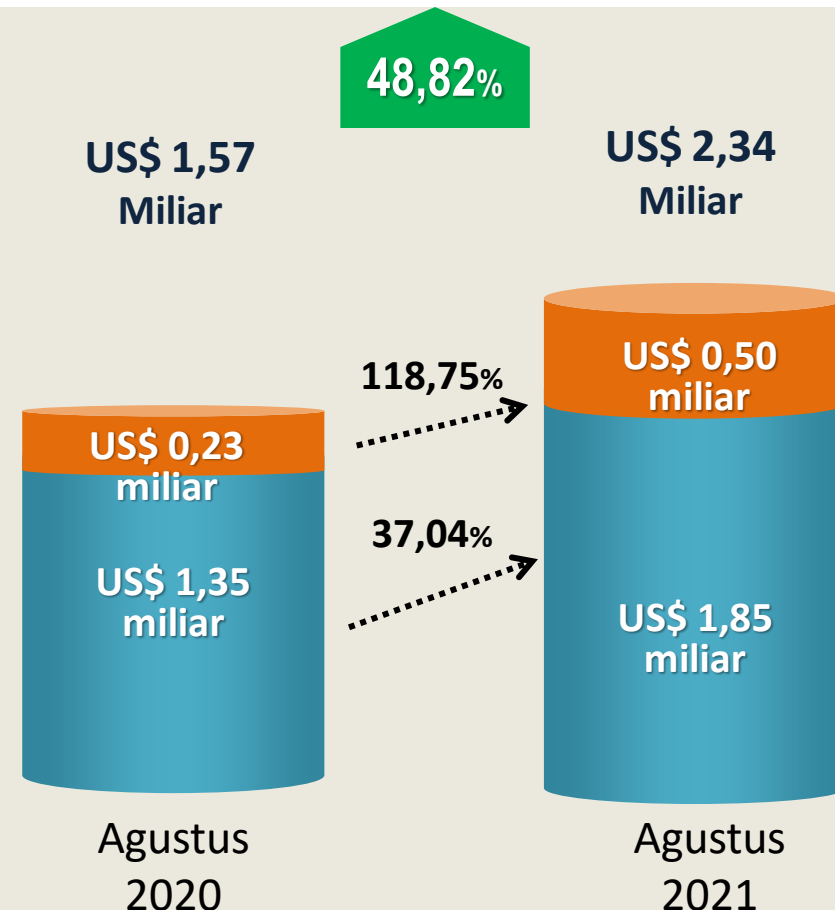 48,82%
US$ 1,57
Miliar
US$ 2,34
Miliar
118,75%
US$ 0,50
miliar
US$ 0,23
miliar
37,04%
US$ 1,35
miliar
US$ 1,85
miliar
Agustus
2020
Agustus
2021